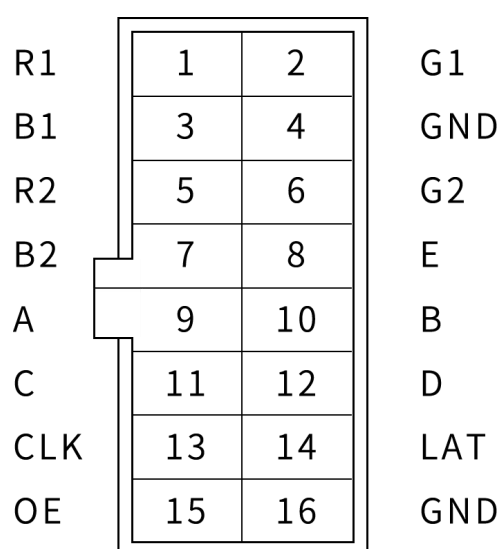 R1 1 2 G1
B1 3 4 GND
R2 5 6 G2
B2 7 8 E
A 9 10 B
C 11 12 D
CLK 13 14 LAT
OE 15 16 GND